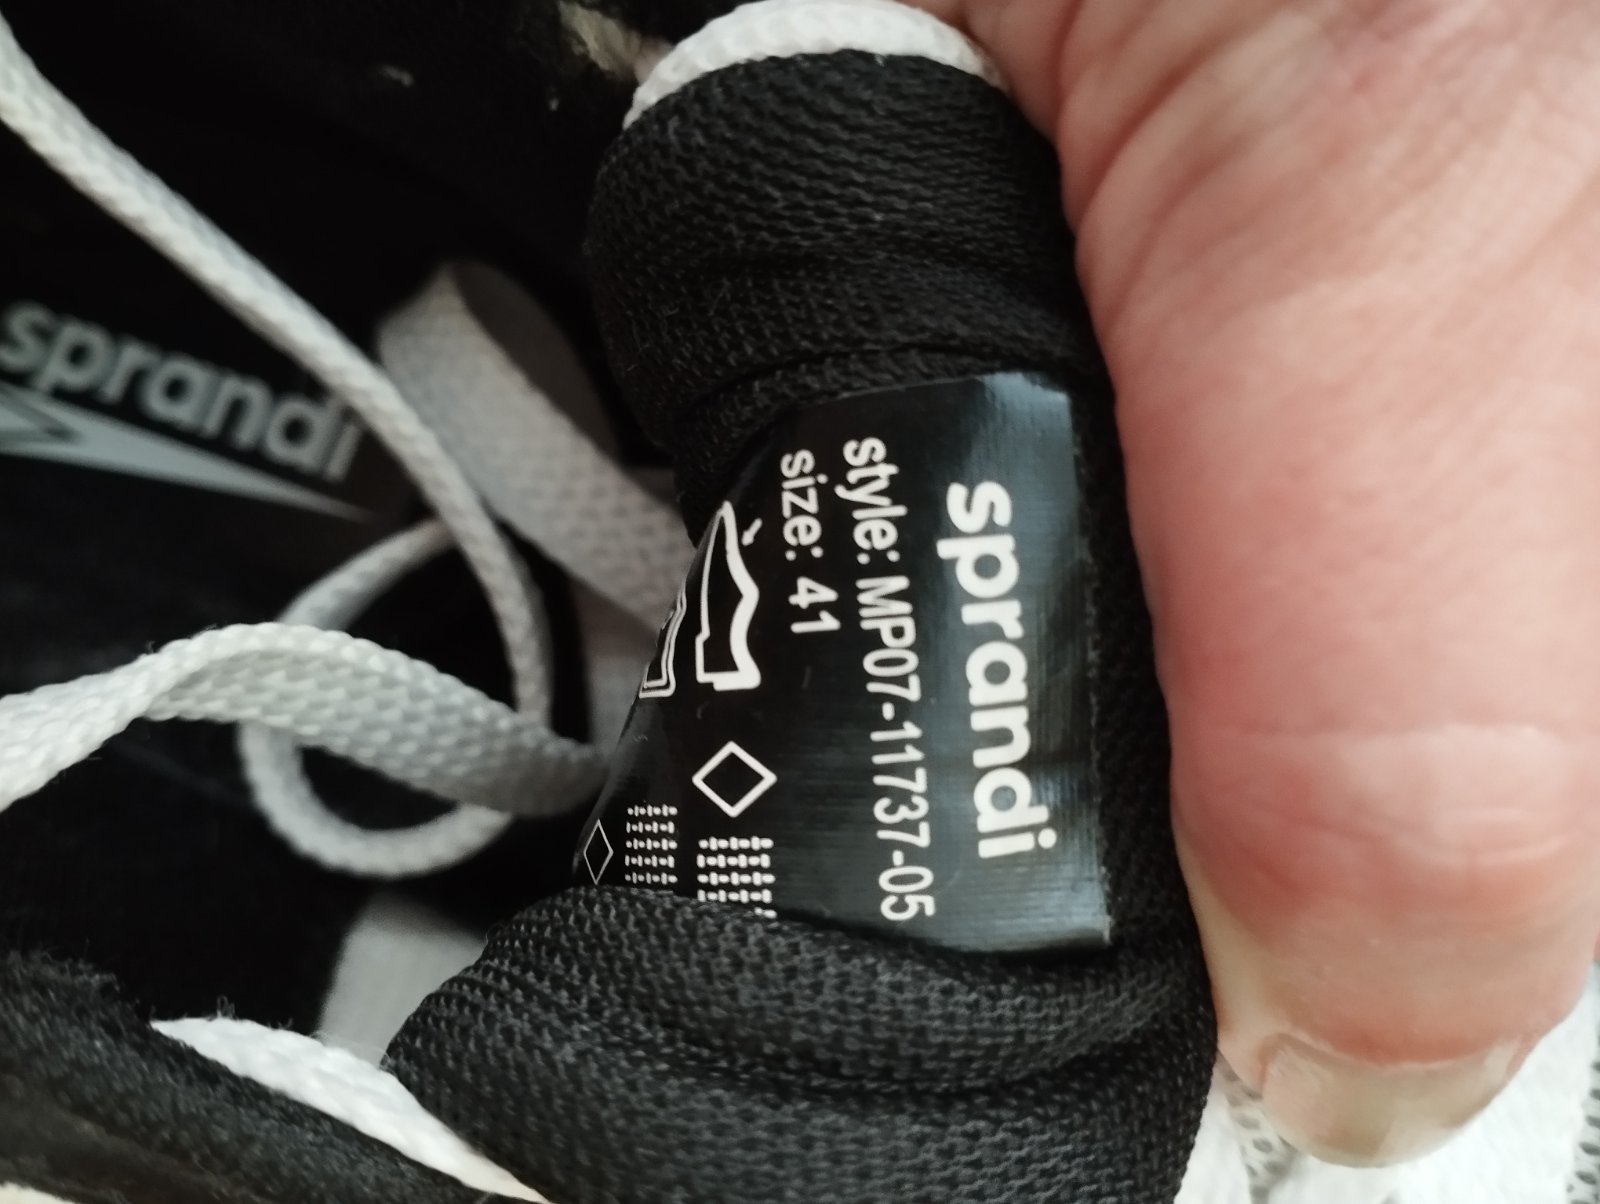 sprandi
style: MP07-11737-05
size: 41
sprandi